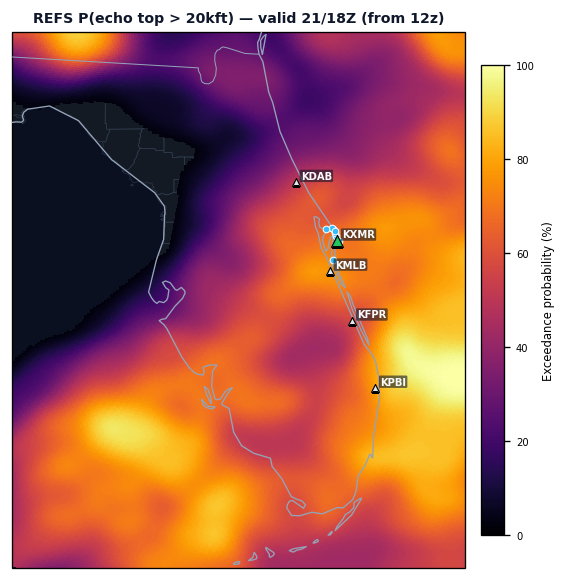 REFS P(echo top > 20kft) — valid 21/18Z (from 12z)
KDAB
KXMR
KMLB
KFPR
KPBI
100
80
60
40
20
0
Exceedance probability (%)